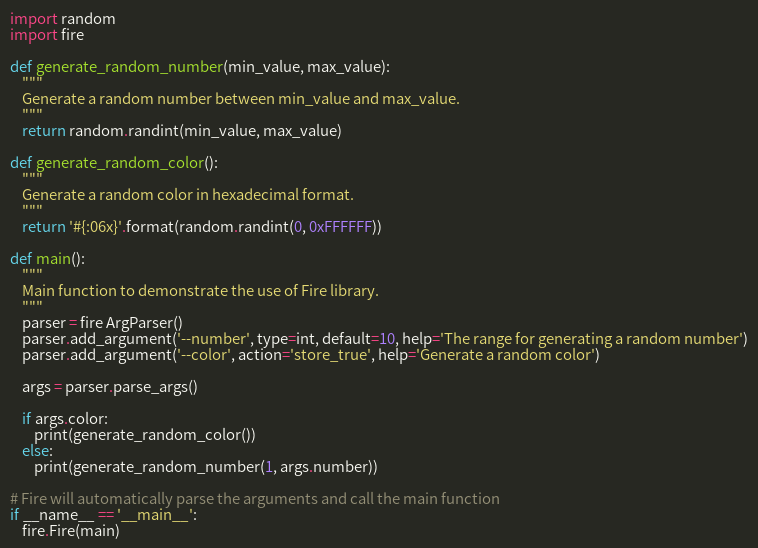 import random
import fire

def generate_random_number(min_value, max_value):
    """
    Generate a random number between min_value and max_value.
    """
    return random.randint(min_value, max_value)

def generate_random_color():
    """
    Generate a random color in hexadecimal format.
    """
    return '#{:06x}'.format(random.randint(0, 0xFFFFFF))

def main():
    """
    Main function to demonstrate the use of Fire library.
    """
    parser = fire.ArgParser()
    parser.add_argument('--number', type=int, default=10, help='The range for generating a random number')
    parser.add_argument('--color', action='store_true', help='Generate a random color')

    args = parser.parse_args()

    if args.color:
        print(generate_random_color())
    else:
        print(generate_random_number(1, args.number))

# Fire will automatically parse the arguments and call the main function
if __name__ == '__main__':
    fire.Fire(main)